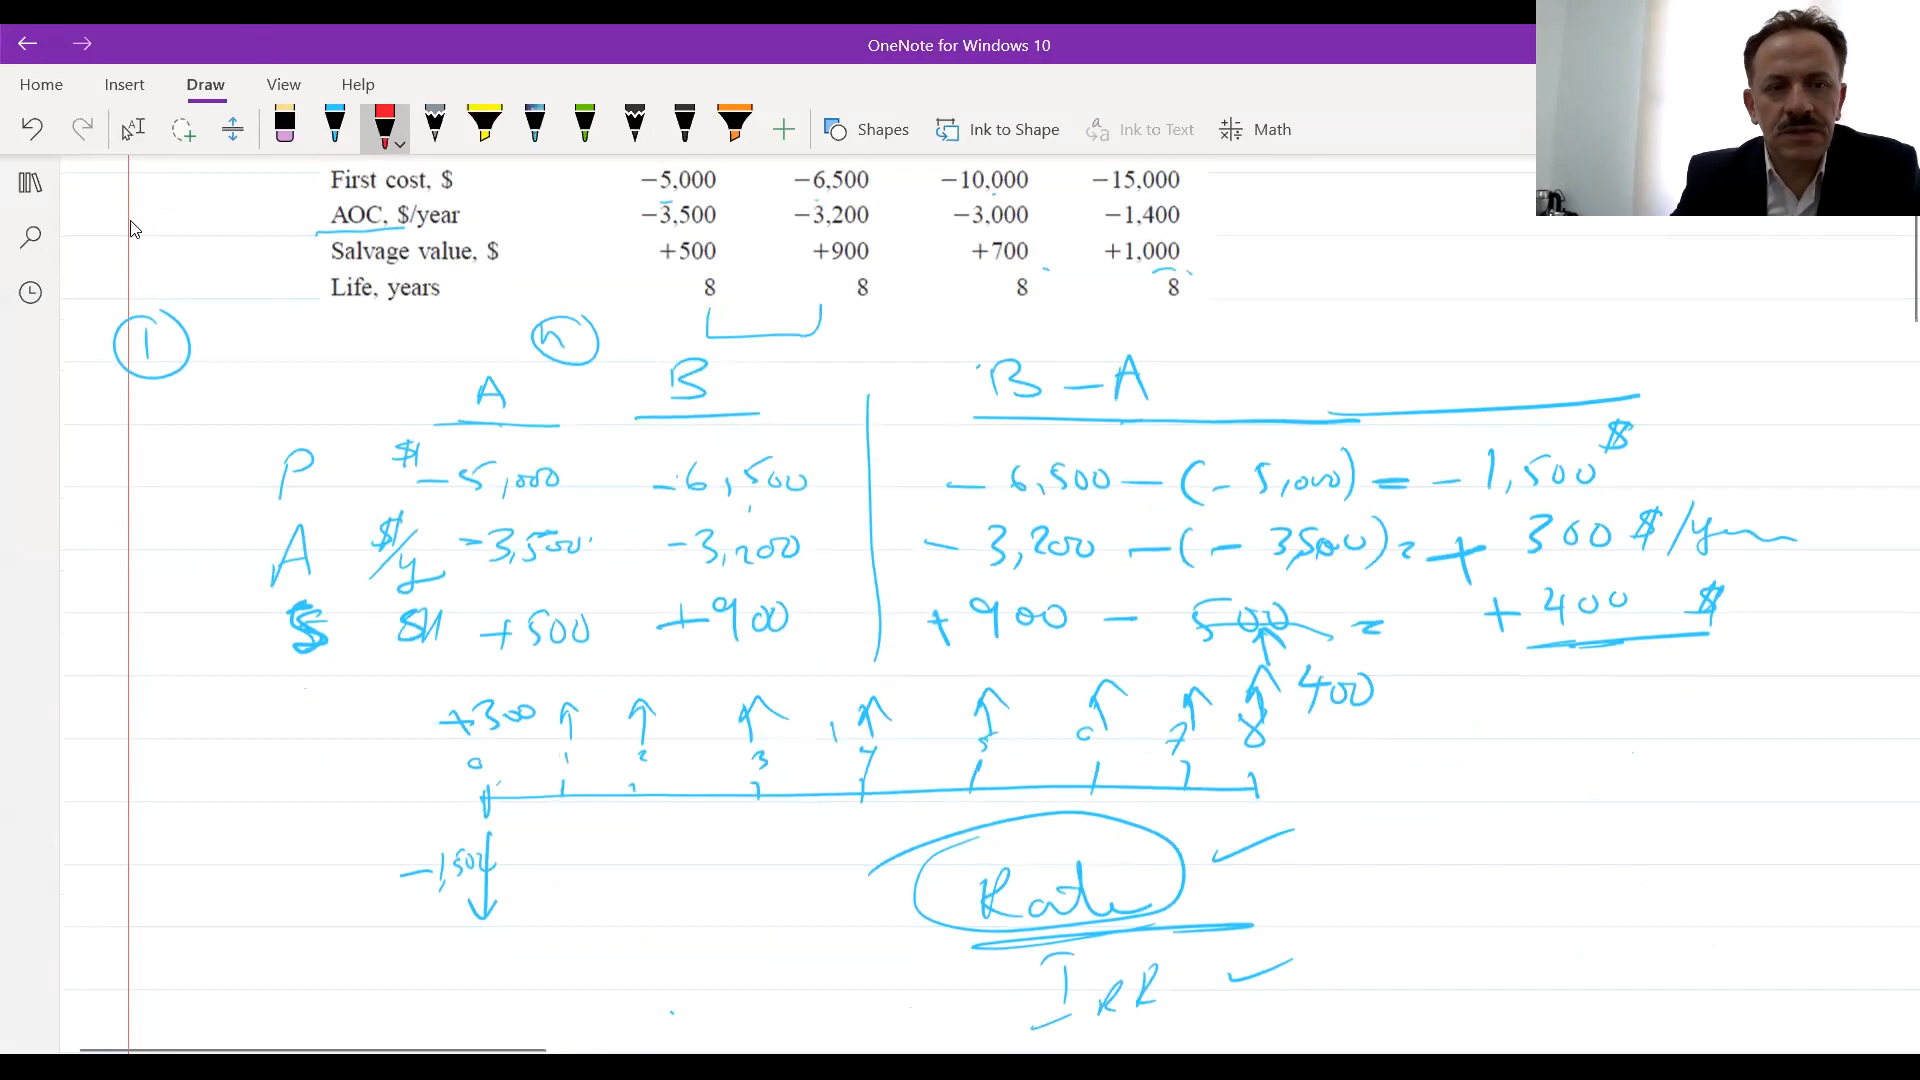 OneNote for Windows 10
Home Insert Draw View Help
Shapes Ink to Shape Ink to Text Math
First cost, $ −5,000 −6,500 −10,000 −15,000
AOC, $/year −3,500 −3,200 −3,000 −1,400
Salvage value, $ +500 +900 +700 +1,000
Life, years 8 8 8 8
1 n
A B B − A
P $ −5,000 −6,500 − 6,500 − (− 5,000) = − 1,500 $
A $/y −3,500 −3,200 − 3,200 − (− 3,500) = + 300 $/year
S $ +500 +900 + 900 − 500 = + 400 $
+300 400
0 1 2 3 4 5 6 7 8
−1,500
Rate
IRR